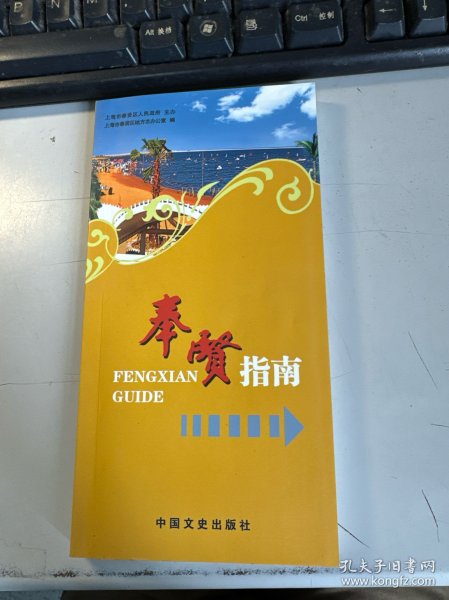 B
N
M
Alt 换档
Ctrl 控制
上海市奉贤区人民政府 主办
上海市奉贤区地方志办公室 编
奉贤指南
FENGXIAN
GUIDE
中国文史出版社
孔夫子旧书网
www.kongfz.com